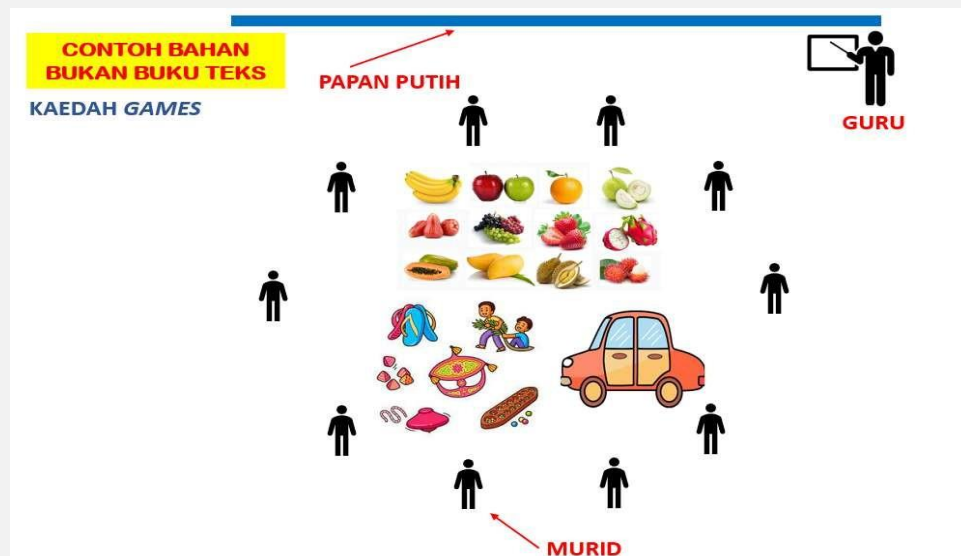 CONTOH BAHAN
BUKAN BUKU TEKS
KAEDAH GAMES
PAPAN PUTIH
GURU
MURID